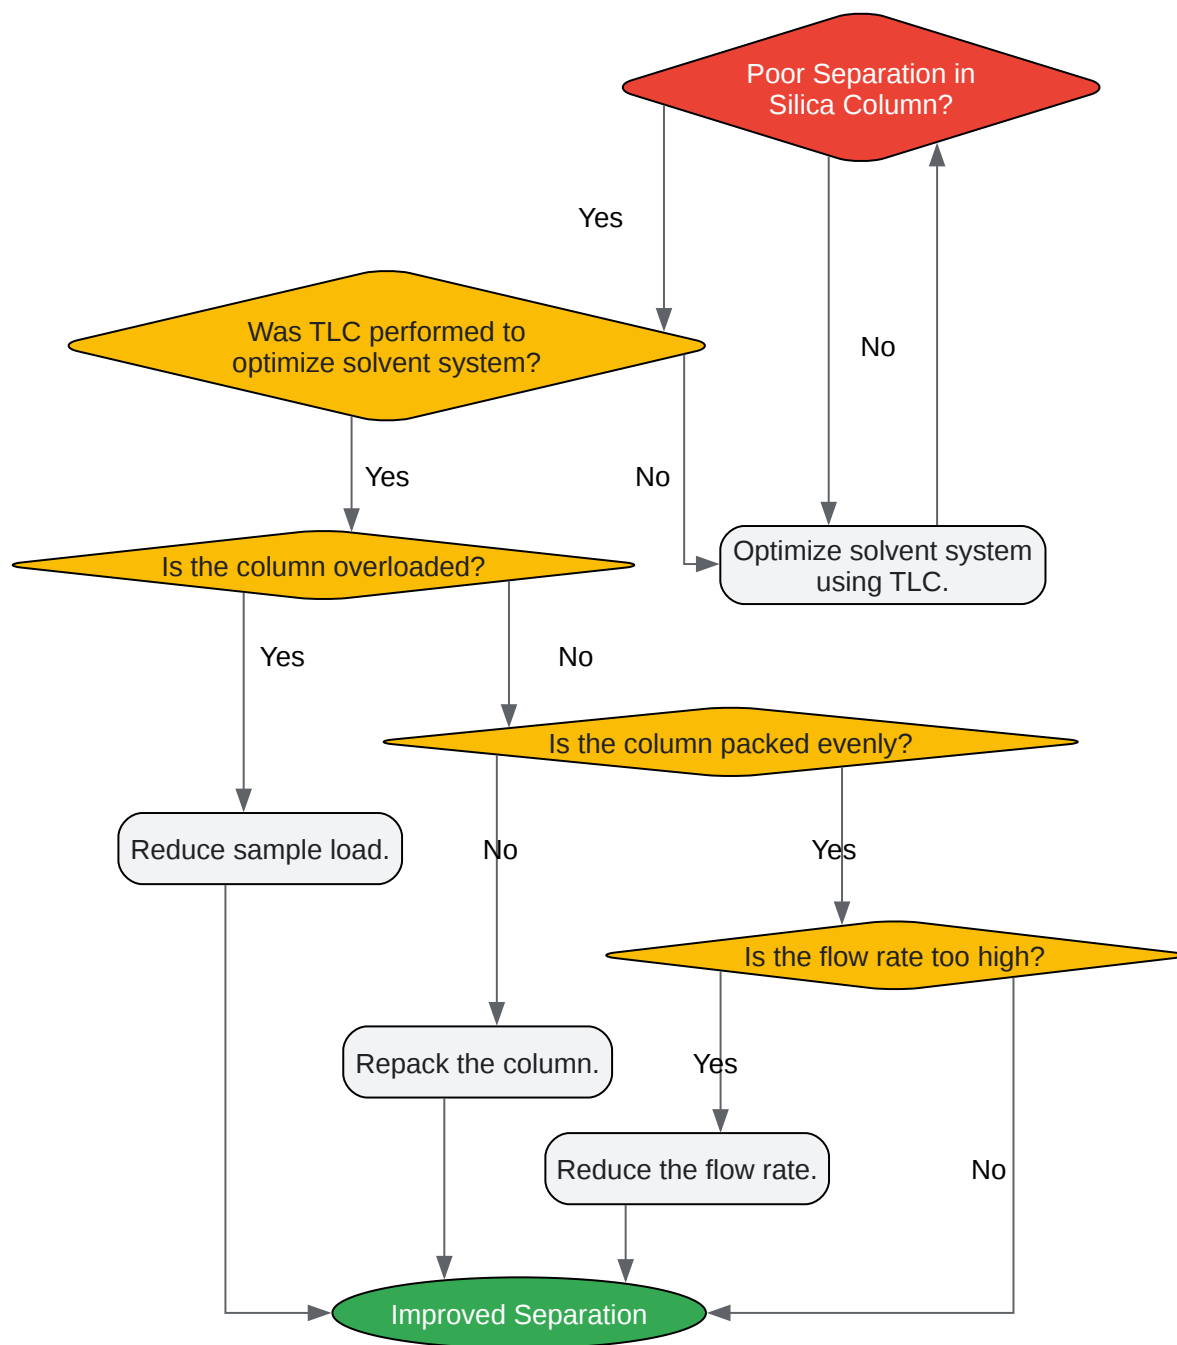 Poor Separation in
Silica Column?
Yes
Was TLC performed to
optimize solvent system?
No
Yes
No
Is the column overloaded?
Optimize solvent system
using TLC.
Yes
No
Is the column packed evenly?
Reduce sample load.
No
Yes
Is the flow rate too high?
Repack the column.
Yes
Reduce the flow rate.
No
Improved Separation